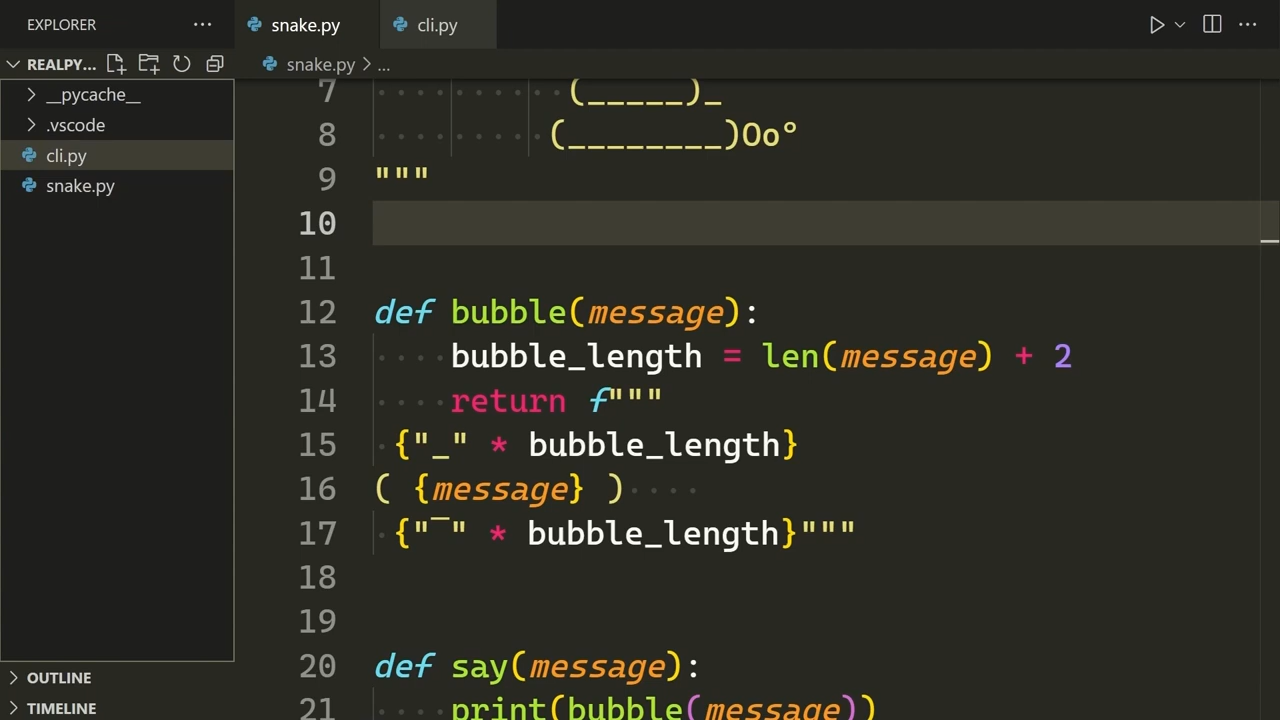 EXPLORER ···
snake.py
cli.py
REALPY...
snake.py > ...
__pycache__
.vscode
cli.py
snake.py
7 (_____)_
8 (________)Oo°
9 """
10
11
12 def bubble(message):
13 bubble_length = len(message) + 2
14 return f"""
15 {"_" * bubble_length}
16 ( {message} )
17 {"‾" * bubble_length}"""
18
19
20 def say(message):
21 print(bubble(message))
OUTLINE
TIMELINE